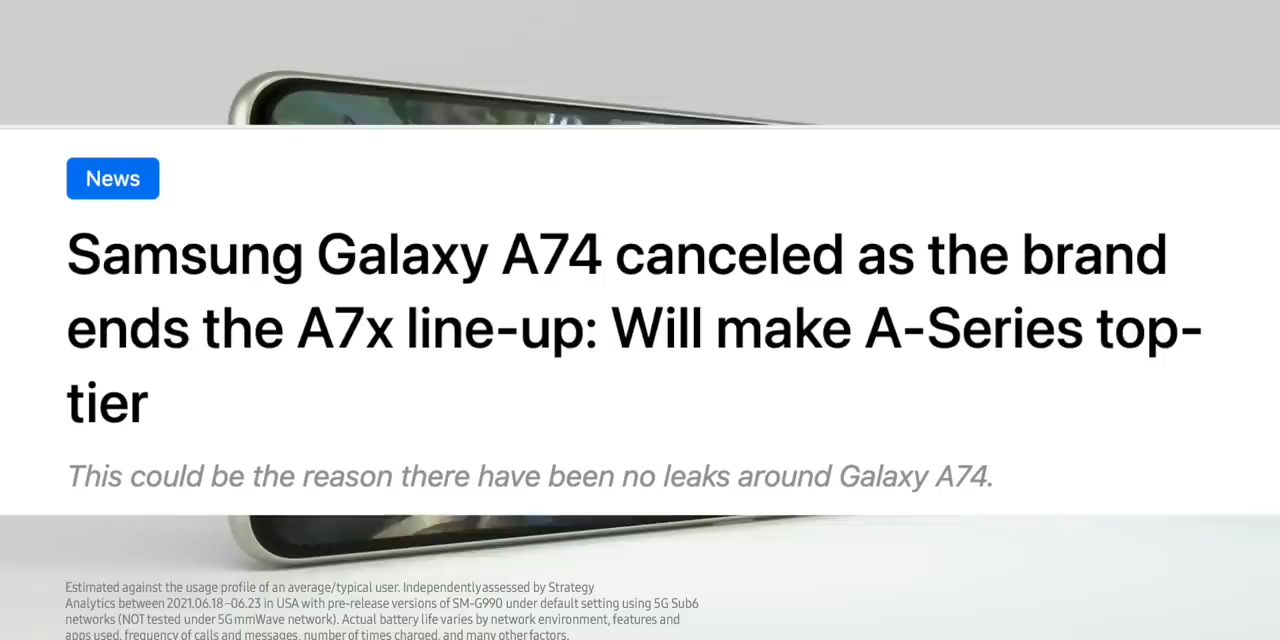 News
Samsung Galaxy A74 canceled as the brand
ends the A7x line-up: Will make A-Series top-
tier
This could be the reason there have been no leaks around Galaxy A74.
Estimated against the usage profile of an average/typical user. Independently assessed by Strategy
Analytics between 2021.06.18–06.23 in USA with pre-release versions of SM-G990 under default setting using 5G Sub6
networks (NOT tested under 5G mmWave network). Actual battery life varies by network environment, features and
apps used, frequency of calls and messages, number of times charged, and many other factors.